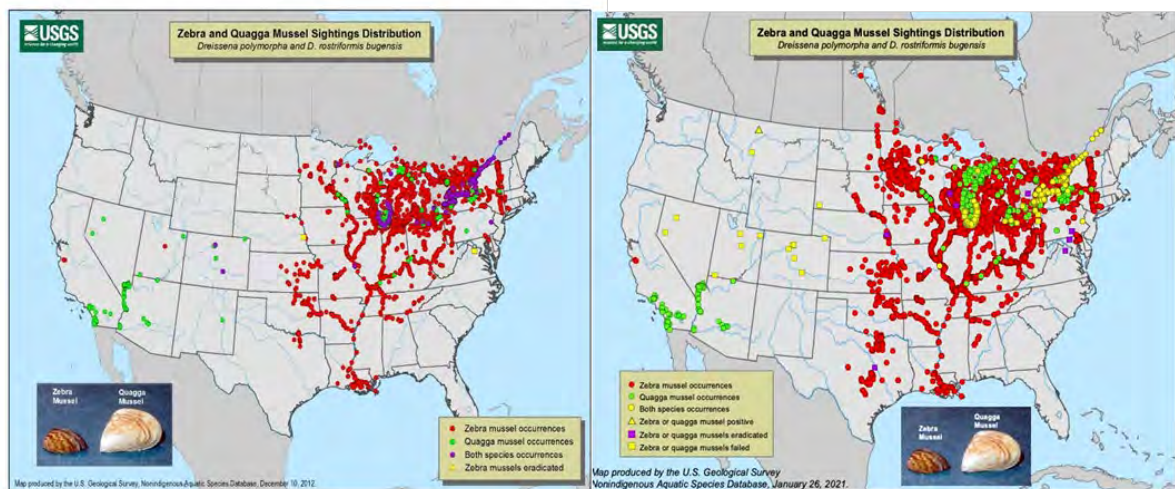 USGS
Zebra and Quagga Mussel Sightings Distribution
Dreissena polymorpha and D. rostriformis bugensis
Zebra
Mussel
Quagga
Mussel
Zebra mussel occurrences
Quagga mussel occurrences
Both species occurrences
Zebra mussels eradicated
Map produced by the U.S. Geological Survey, Nonindigenous Aquatic Species Database, December 10, 2012.
USGS
Zebra and Quagga Mussel Sightings Distribution
Dreissena polymorpha and D. rostriformis bugensis
Zebra mussel occurrences
Quagga mussel occurrences
Both species occurrences
Zebra or quagga mussel positive
Zebra or quagga mussels eradicated
Zebra or quagga mussels failed
Zebra
Mussel
Quagga
Mussel
Map produced by the U.S. Geological Survey
Nonindigenous Aquatic Species Database, January 26, 2021.